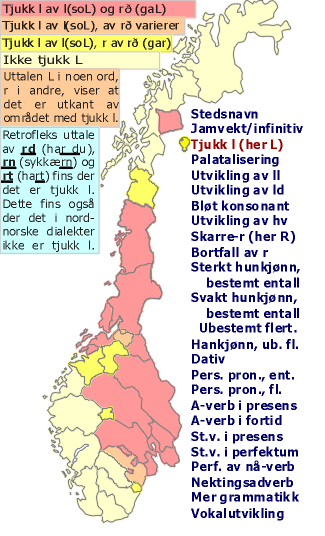 Tjukk l av l(soL) og rð (gaL)
Tjukk l av l(soL), av rð varierer
Tjukk l av l(soL), r av rð (gar)
Ikke tjukk L
Uttalen L i noen ord,
r i andre, viser at
det er utkant av
området med tjukk l.
Retrofleks uttale
av rd (har du),
rn (sykkærn) og
rt (hart) fins der
det er tjukk l.
Dette fins også
der det i nord-
norske dialekter
ikke er tjukk l.
Stedsnavn
Jamvekt/infinitiv
Tjukk l (her L)
Palatalisering
Utvikling av ll
Utvikling av ld
Bløt konsonant
Utvikling av hv
Skarre-r (her R)
Bortfall av r
Sterkt hunkjønn,
bestemt entall
Svakt hunkjønn,
bestemt entall
Ubestemt flert.
Hankjønn, ub. fl.
Dativ
Pers. pron., ent.
Pers. pron., fl.
A-verb i presens
A-verb i fortid
St.v. i presens
St.v. i perfektum
Perf. av nå-verb
Nektingsadverb
Mer grammatikk
Vokalutvikling